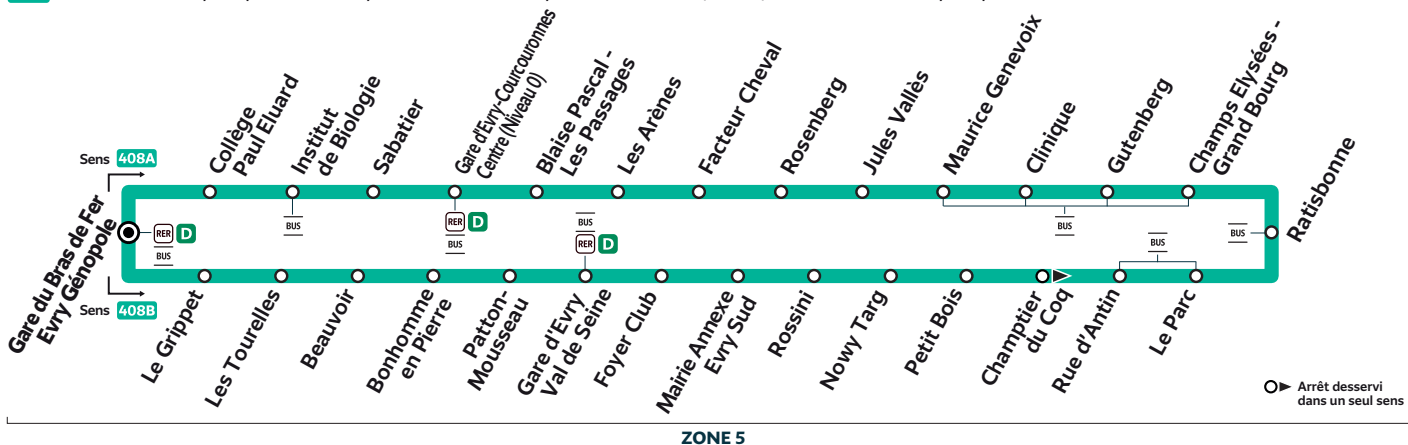 Sens 408A
Collège
Paul Eluard
Institut
de Biologie
Sabatier
Gare d'Evry-Courcouronnes
Centre (Niveau 0)
Blaise Pascal -
Les Passages
Les Arènes
Facteur Cheval
Rosenberg
Jules Vallès
Maurice Genevoix
Clinique
Gutenberg
Champs Elysées -
Grand Bourg
Ratisbonne
Gare du Bras de Fer
Evry Génopole
RER D
BUS
BUS
RER D
BUS
BUS
RER D
BUS
BUS
BUS
Sens 408B
Le Grippet
Les Tourelles
Beauvoir
Bonhomme
en Pierre
Patton-
Mousseau
Gare d'Evry
Val de Seine
Foyer Club
Mairie Annexe
Evry Sud
Rossini
Nowy Targ
Petit Bois
Champtier
du Coq
Rue d'Antin
Le Parc
Arrêt desservi
dans un seul sens
ZONE 5